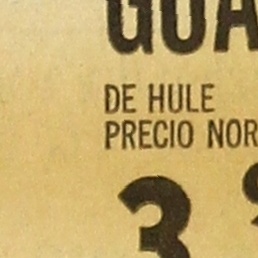 GUA
DE HULE
PRECIO NOR
3